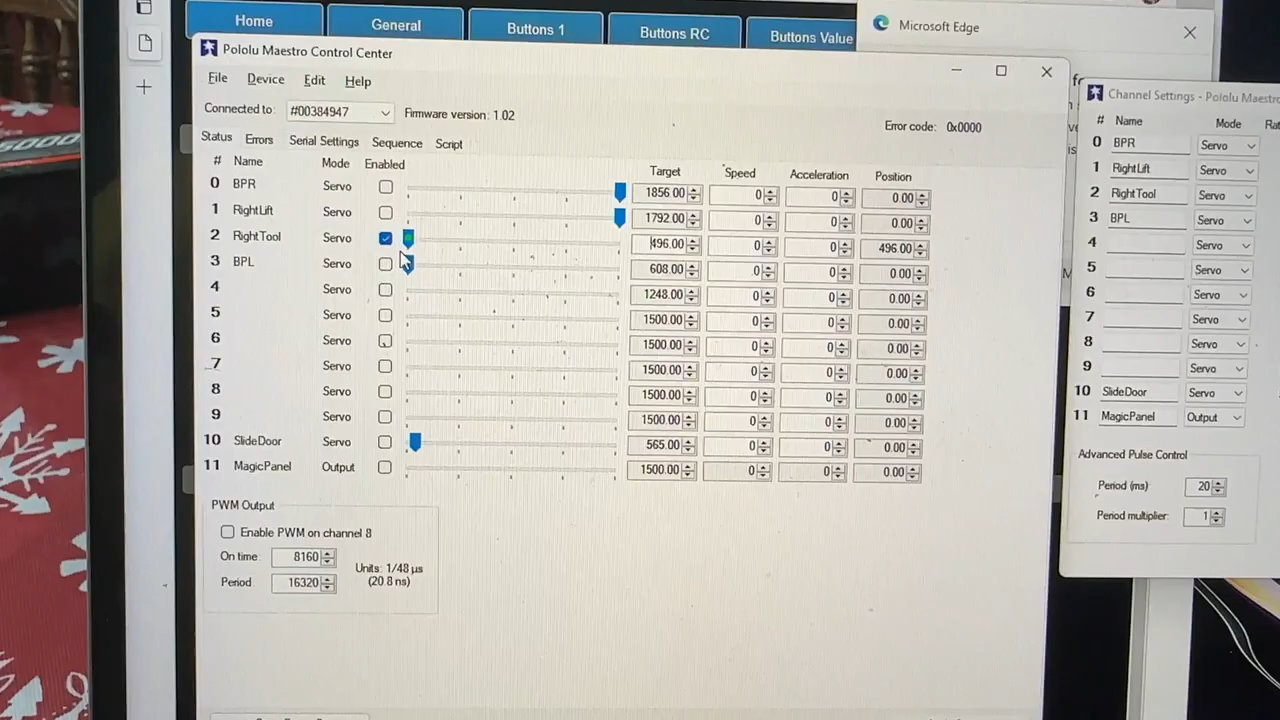 Home General Buttons 1 Buttons RC Buttons Value
Microsoft Edge
Pololu Maestro Control Center
File Device Edit Help
Connected to: #00384947 Firmware version: 1.02 Error code: 0x0000
Status Errors Serial Settings Sequence Script
# Name Mode Enabled Target Speed Acceleration Position
0 BPR Servo 1856.00 0 0 0.00
1 RightLift Servo 1792.00 0 0 0.00
2 RightTool Servo 496.00 0 0 496.00
3 BPL Servo 608.00 0 0 0.00
4 Servo 1248.00 0 0 0.00
5 Servo 1500.00 0 0 0.00
6 Servo 1500.00 0 0 0.00
7 Servo 1500.00 0 0 0.00
8 Servo 1500.00 0 0 0.00
9 Servo 1500.00 0 0 0.00
10 SlideDoor Servo 565.00 0 0 0.00
11 MagicPanel Output 1500.00 0 0 0.00
PWM Output
Enable PWM on channel 8
On time: 8160
Period: 16320
Units: 1/48 µs
(20.8 ns)
Channel Settings - Pololu Maestro
# Name Mode
0 BPR Servo
1 RightLift Servo
2 RightTool Servo
3 BPL Servo
4 Servo
5 Servo
6 Servo
7 Servo
8 Servo
9 Servo
10 SlideDoor Servo
11 MagicPanel Output
Advanced Pulse Control
Period (ms): 20
Period multiplier: 1